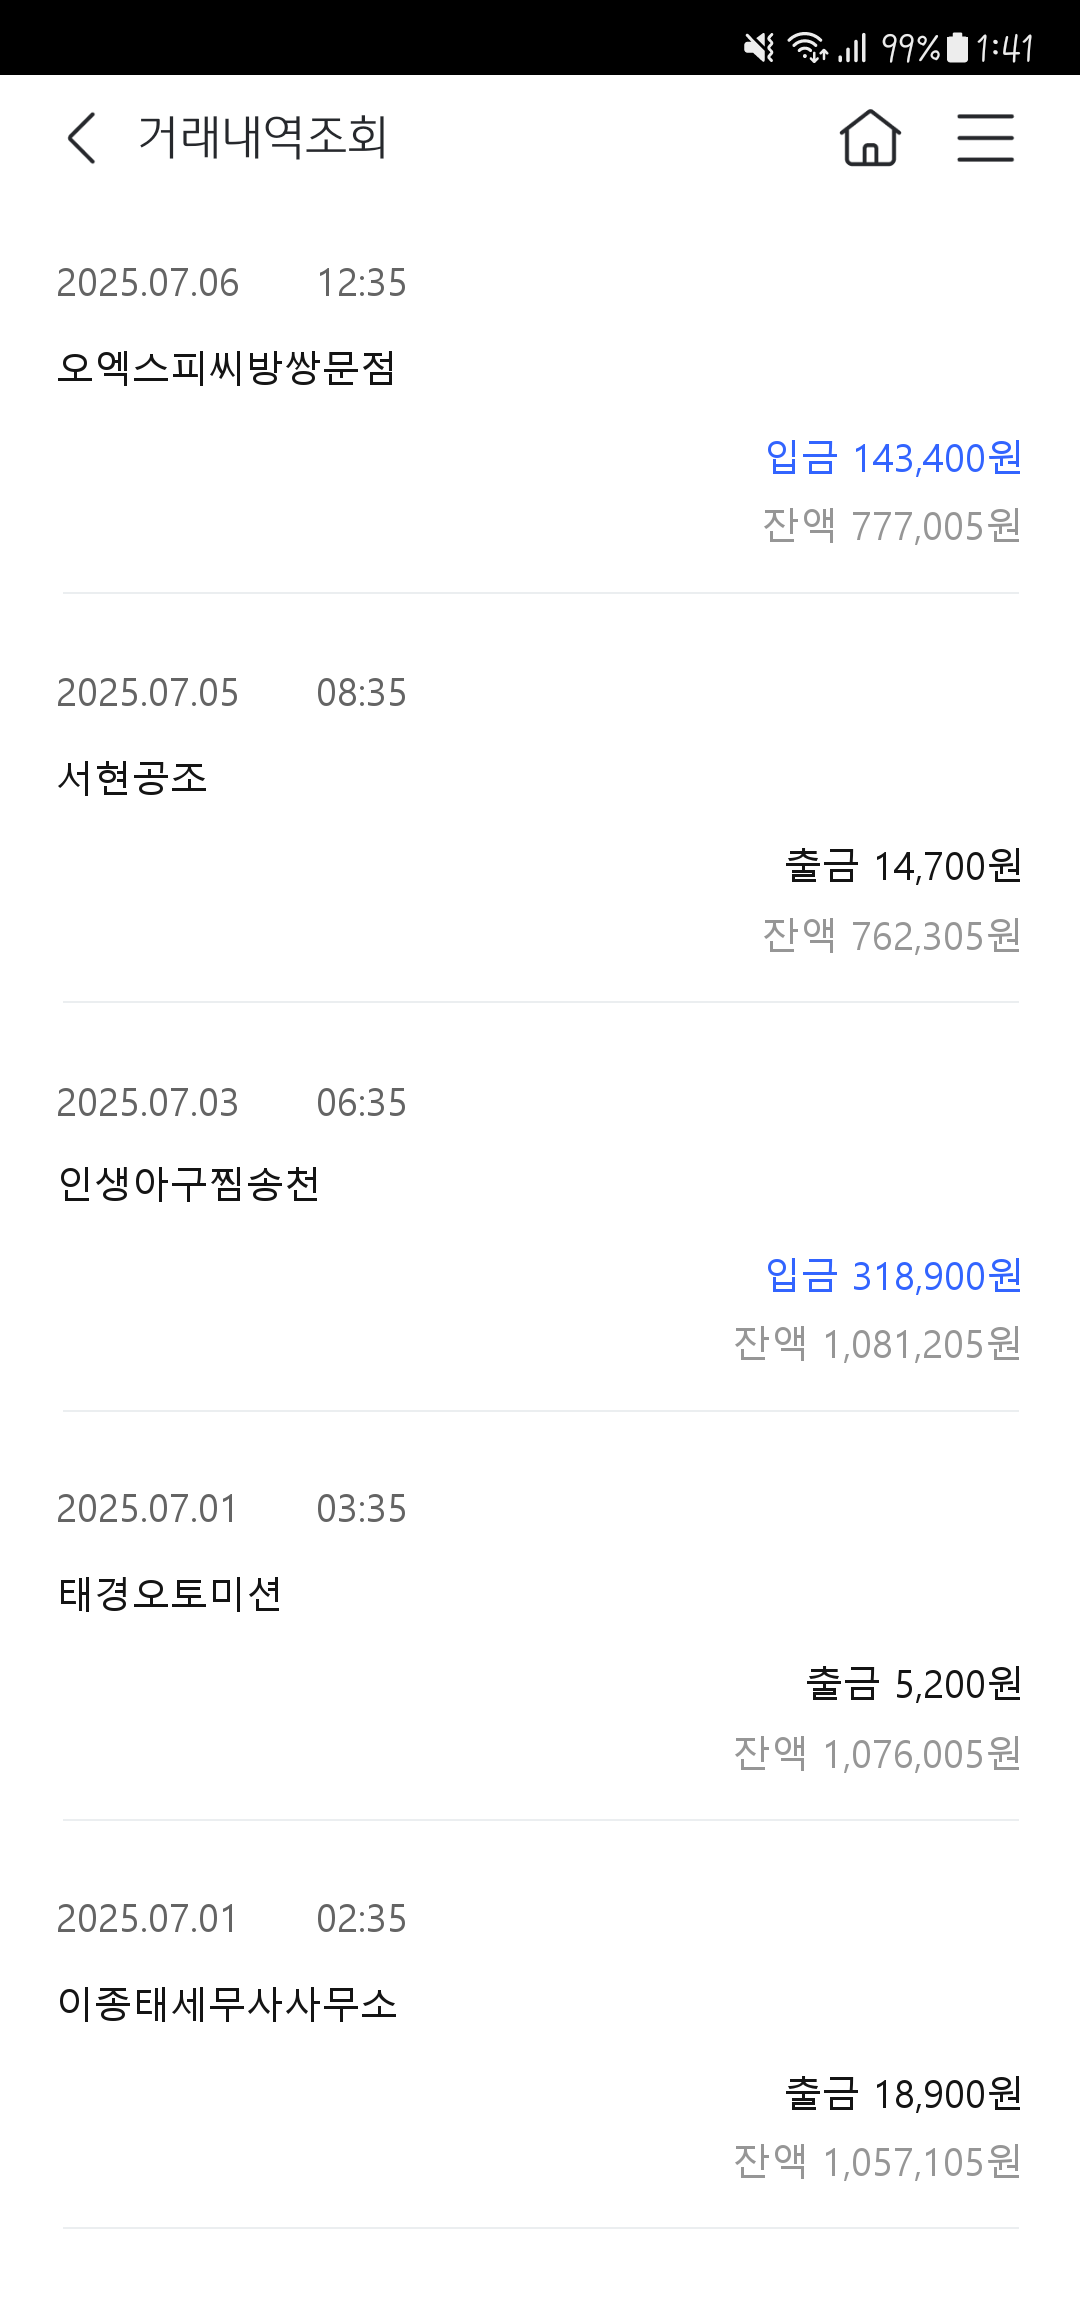 99% 1:41
거래내역조회
2025.07.06 12:35
오엑스피씨방쌍문점
입금 143,400원
잔액 777,005원
2025.07.05 08:35
서현공조
출금 14,700원
잔액 762,305원
2025.07.03 06:35
인생아구찜송천
입금 318,900원
잔액 1,081,205원
2025.07.01 03:35
태경오토미션
출금 5,200원
잔액 1,076,005원
2025.07.01 02:35
이종태세무사사무소
출금 18,900원
잔액 1,057,105원